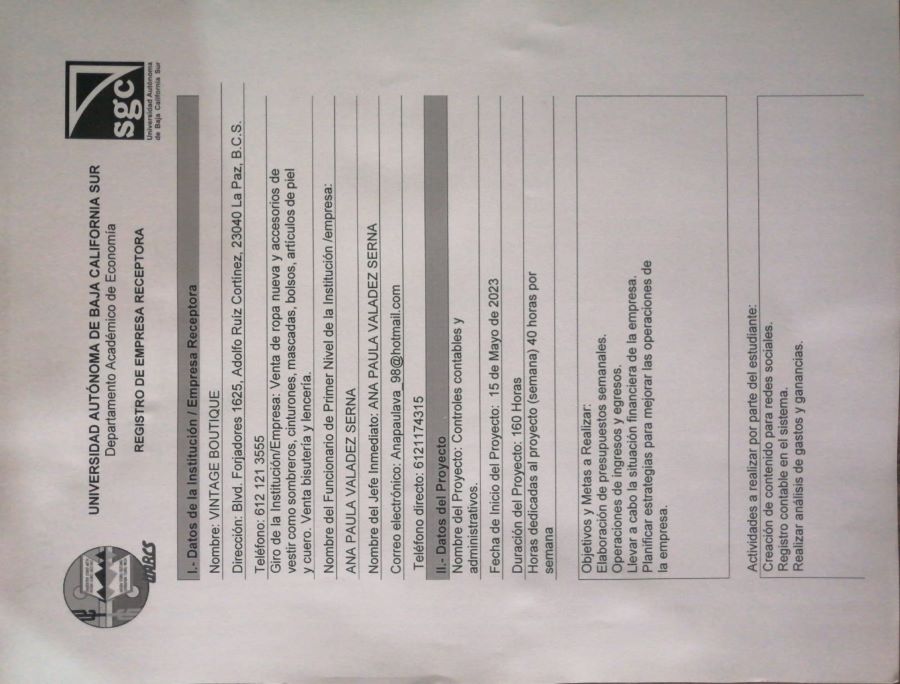 UNIVERSIDAD AUTÓNOMA DE BAJA CALIFORNIA SUR
Departamento Académico de Economía
REGISTRO DE EMPRESA RECEPTORA
UABCS
sgc
Universidad Autónoma
de Baja California Sur
I.- Datos de la Institución / Empresa Receptora
Nombre: VINTAGE BOUTIQUE
Dirección: Blvd. Forjadores 1625, Adolfo Ruiz Cortinez, 23040 La Paz, B.C.S.
Teléfono: 612 121 3555
Giro de la Institución/Empresa: Venta de ropa nueva y accesorios de
vestir como sombreros, cinturones, mascadas, bolsos, artículos de piel
y cuero. Venta bisutería y lencería.
Nombre del Funcionario de Primer Nivel de la Institución /empresa:
ANA PAULA VALADEZ SERNA
Nombre del Jefe Inmediato: ANA PAULA VALADEZ SERNA
Correo electrónico: Anapaulava_98@hotmail.com
Teléfono directo: 6121174315
II.- Datos del Proyecto
Nombre del Proyecto: Controles contables y
administrativos.
Fecha de Inicio del Proyecto: 15 de Mayo de 2023
Duración del Proyecto: 160 Horas
Horas dedicadas al proyecto (semana) 40 horas por
semana
Objetivos y Metas a Realizar:
Elaboración de presupuestos semanales.
Operaciones de ingresos y egresos.
Llevar a cabo la situación financiera de la empresa.
Planificar estrategias para mejorar las operaciones de
la empresa.
Actividades a realizar por parte del estudiante:
Creación de contenido para redes sociales.
Registro contable en el sistema.
Realizar análisis de gastos y ganancias.